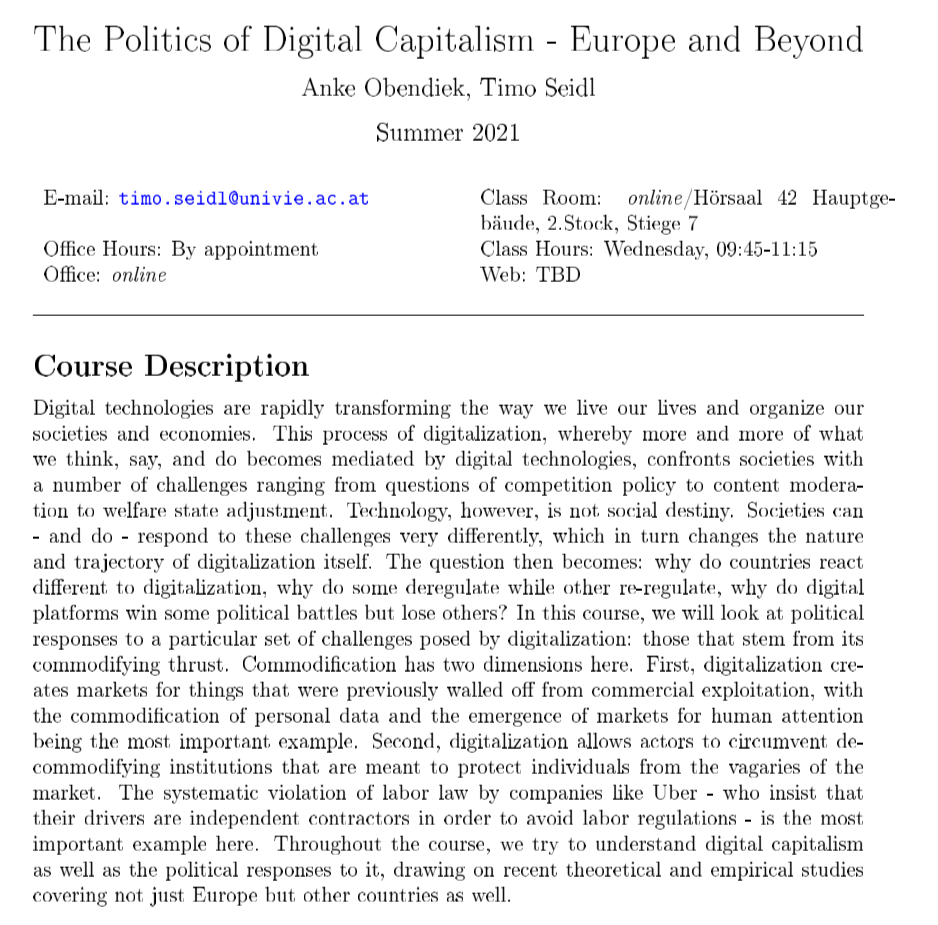 The Politics of Digital Capitalism - Europe and Beyond
Anke Obendiek, Timo Seidl
Summer 2021
E-mail: timo.seidl@univie.ac.at
Office Hours: By appointment
Office: online
Class Room: online/Hörsaal 42 Hauptge-
bäude, 2.Stock, Stiege 7
Class Hours: Wednesday, 09:45-11:15
Web: TBD
Course Description
Digital technologies are rapidly transforming the way we live our lives and organize our
societies and economies. This process of digitalization, whereby more and more of what
we think, say, and do becomes mediated by digital technologies, confronts societies with
a number of challenges ranging from questions of competition policy to content modera-
tion to welfare state adjustment. Technology, however, is not social destiny. Societies can
- and do - respond to these challenges very differently, which in turn changes the nature
and trajectory of digitalization itself. The question then becomes: why do countries react
different to digitalization, why do some deregulate while other re-regulate, why do digital
platforms win some political battles but lose others? In this course, we will look at political
responses to a particular set of challenges posed by digitalization: those that stem from its
commodifying thrust. Commodification has two dimensions here. First, digitalization cre-
ates markets for things that were previously walled off from commercial exploitation, with
the commodification of personal data and the emergence of markets for human attention
being the most important example. Second, digitalization allows actors to circumvent de-
commodifying institutions that are meant to protect individuals from the vagaries of the
market. The systematic violation of labor law by companies like Uber - who insist that
their drivers are independent contractors in order to avoid labor regulations - is the most
important example here. Throughout the course, we try to understand digital capitalism
as well as the political responses to it, drawing on recent theoretical and empirical studies
covering not just Europe but other countries as well.